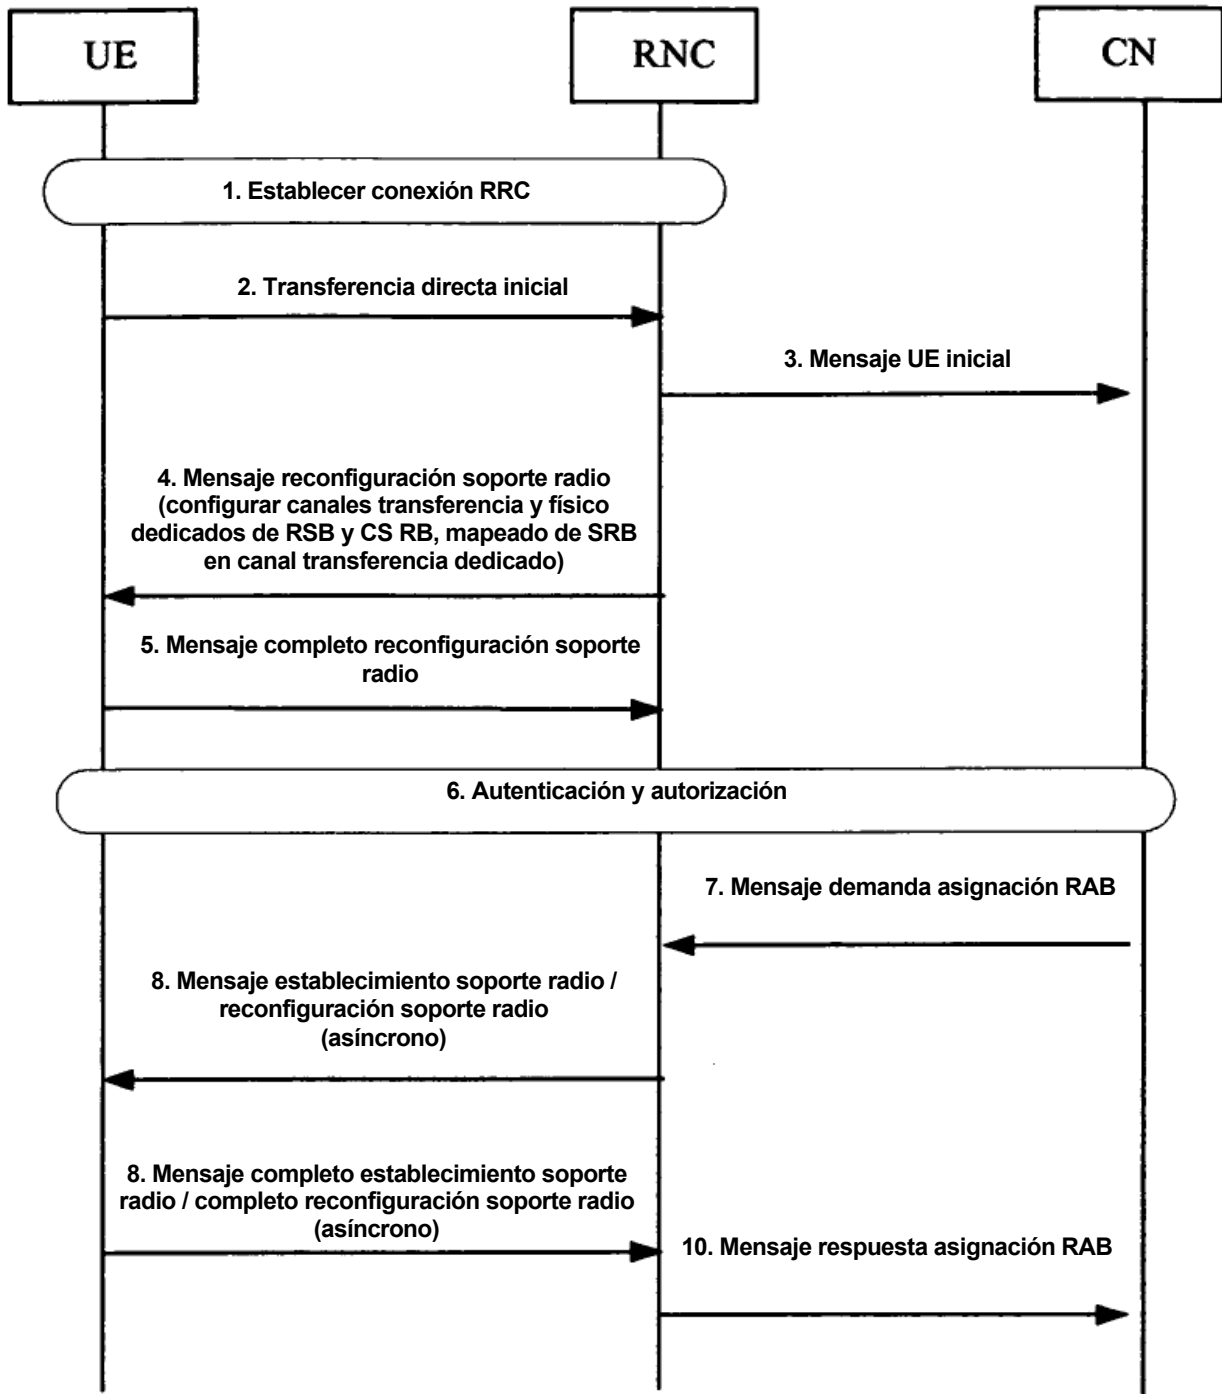 UE
RNC
CN
1. Establecer conexión RRC
2. Transferencia directa inicial
3. Mensaje UE inicial
4. Mensaje reconfiguración soporte radio
(configurar canales transferencia y físico
dedicados de RSB y CS RB, mapeado de SRB
en canal transferencia dedicado)
5. Mensaje completo reconfiguración soporte
radio
6. Autenticación y autorización
7. Mensaje demanda asignación RAB
8. Mensaje establecimiento soporte radio /
reconfiguración soporte radio
(asíncrono)
8. Mensaje completo establecimiento soporte
radio / completo reconfiguración soporte radio
(asíncrono)
10. Mensaje respuesta asignación RAB